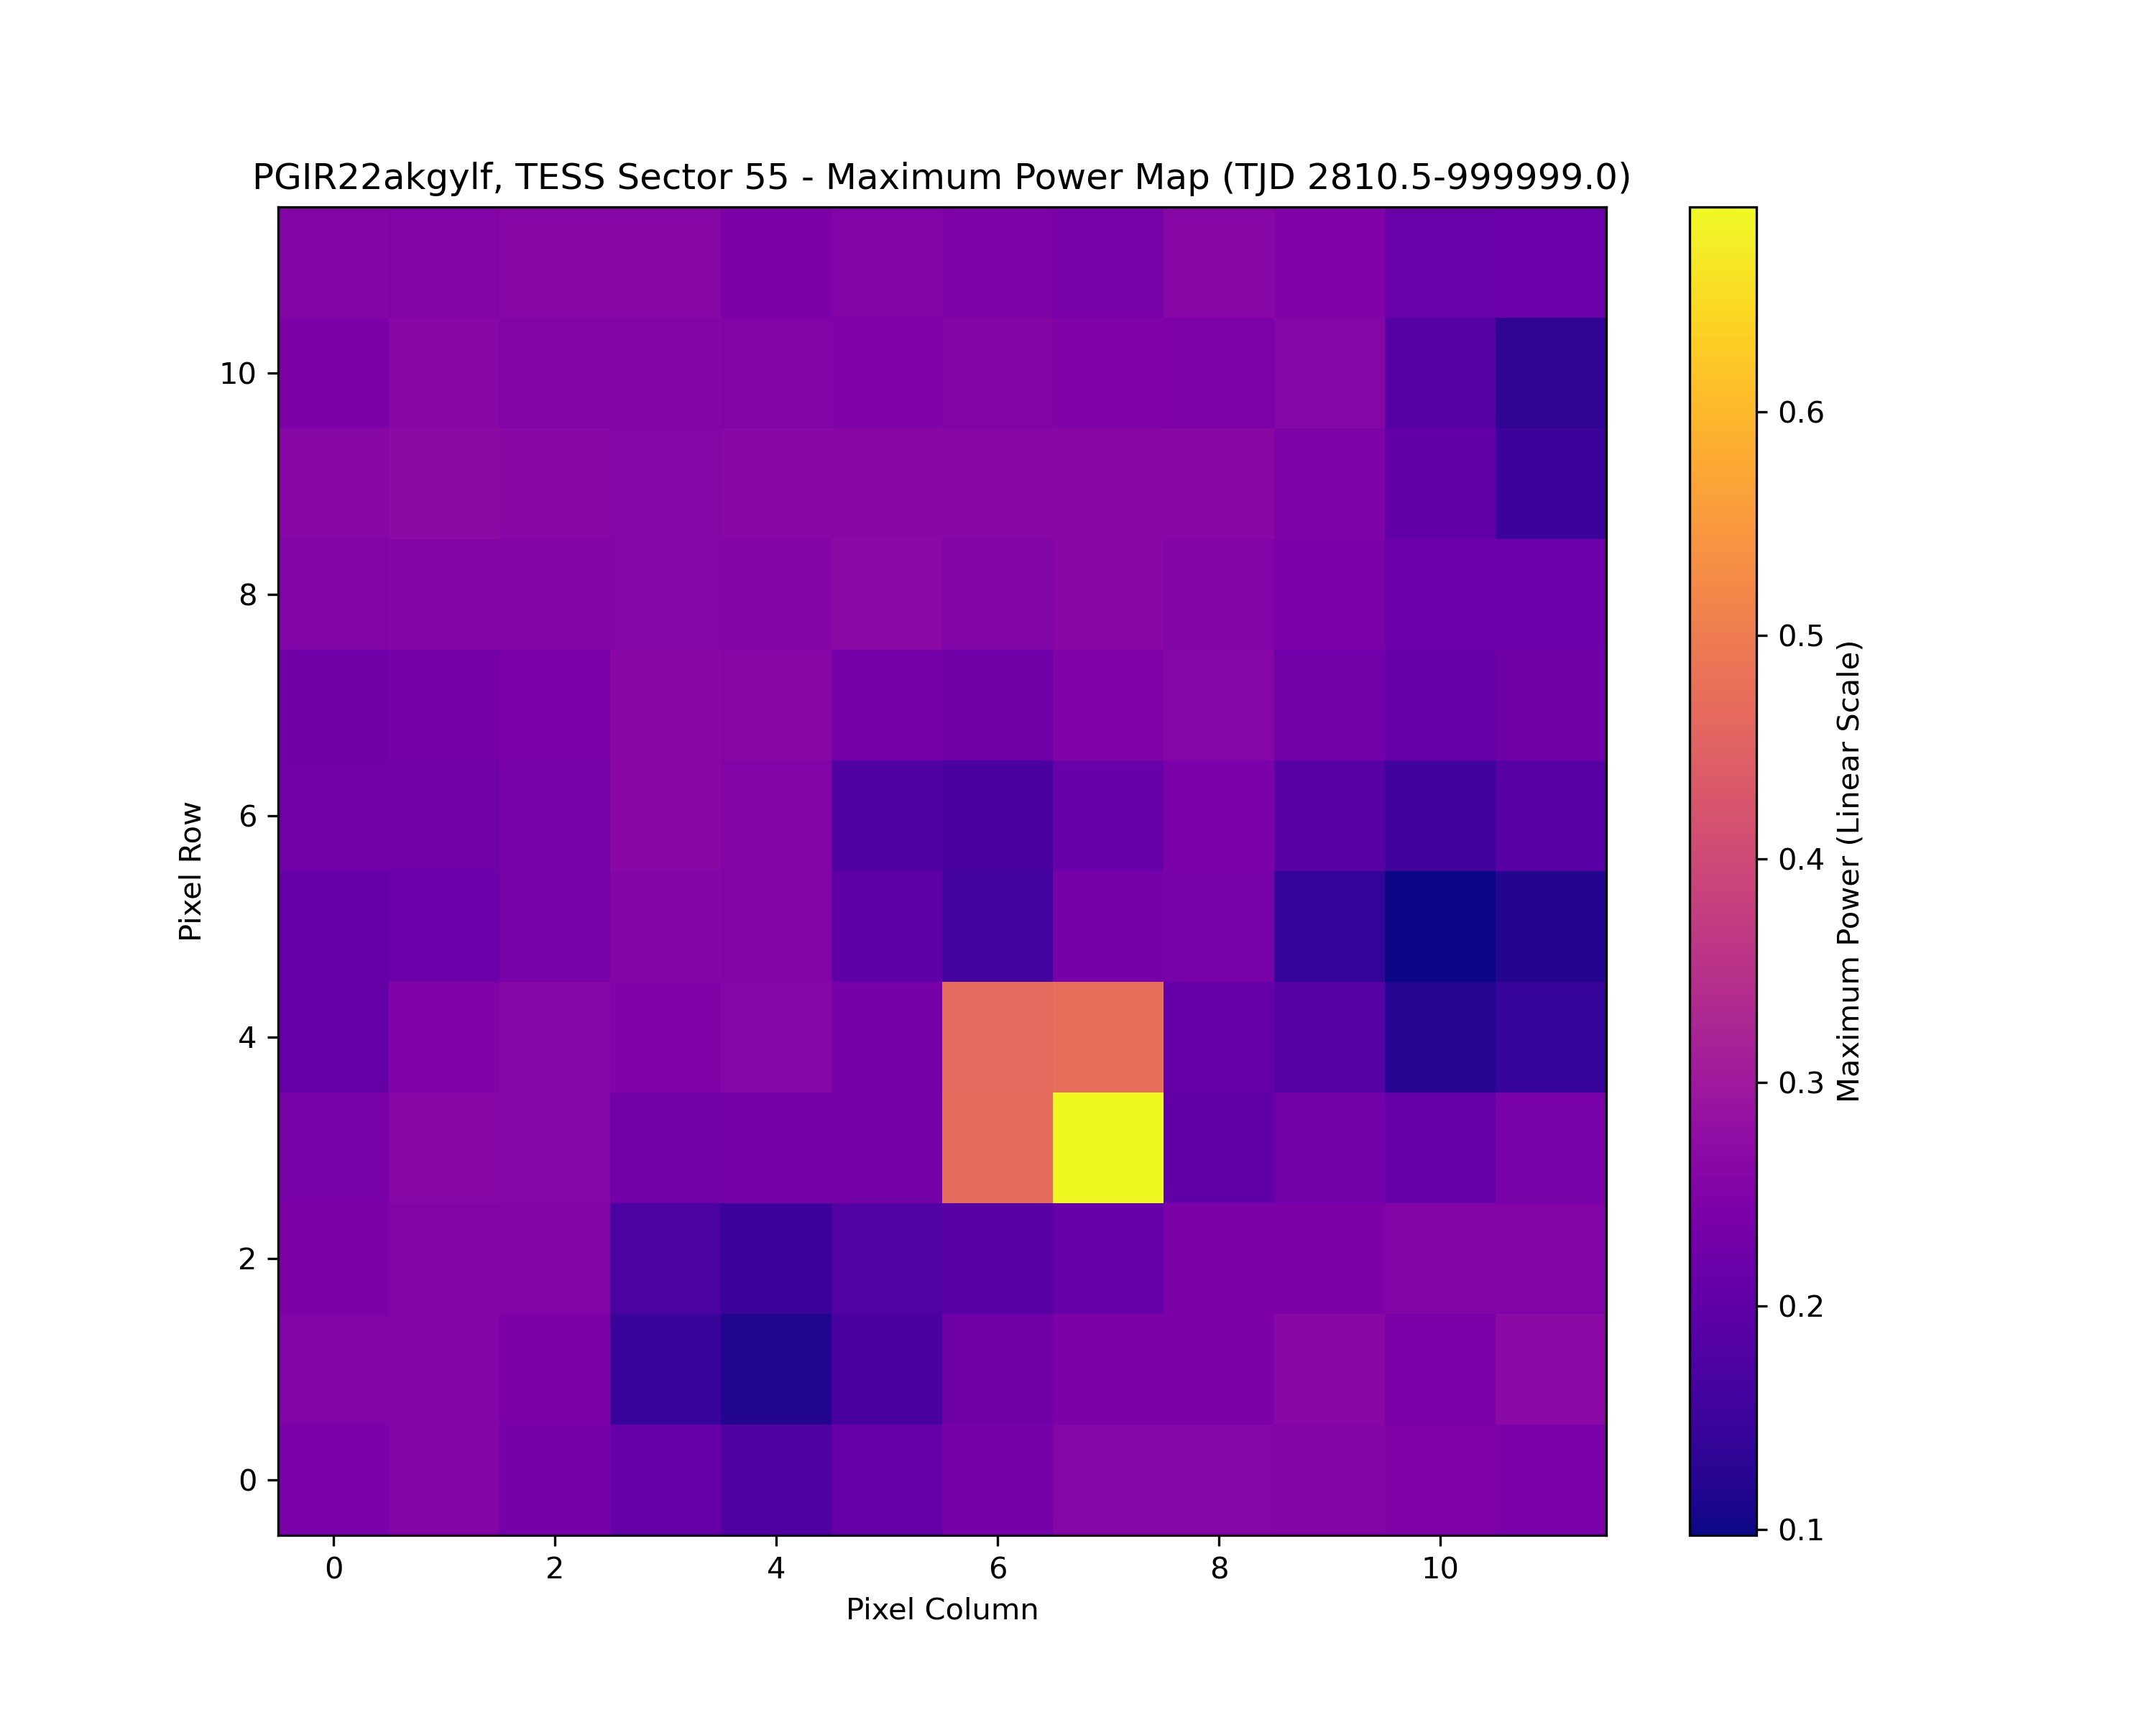 PGIR22akgylf, TESS Sector 55 - Maximum Power Map (TJD 2810.5-999999.0)
10
8
6
4
2
0
Pixel Row
0 2 4 6 8 10
Pixel Column
0.6
0.5
0.4
0.3
0.2
0.1
Maximum Power (Linear Scale)